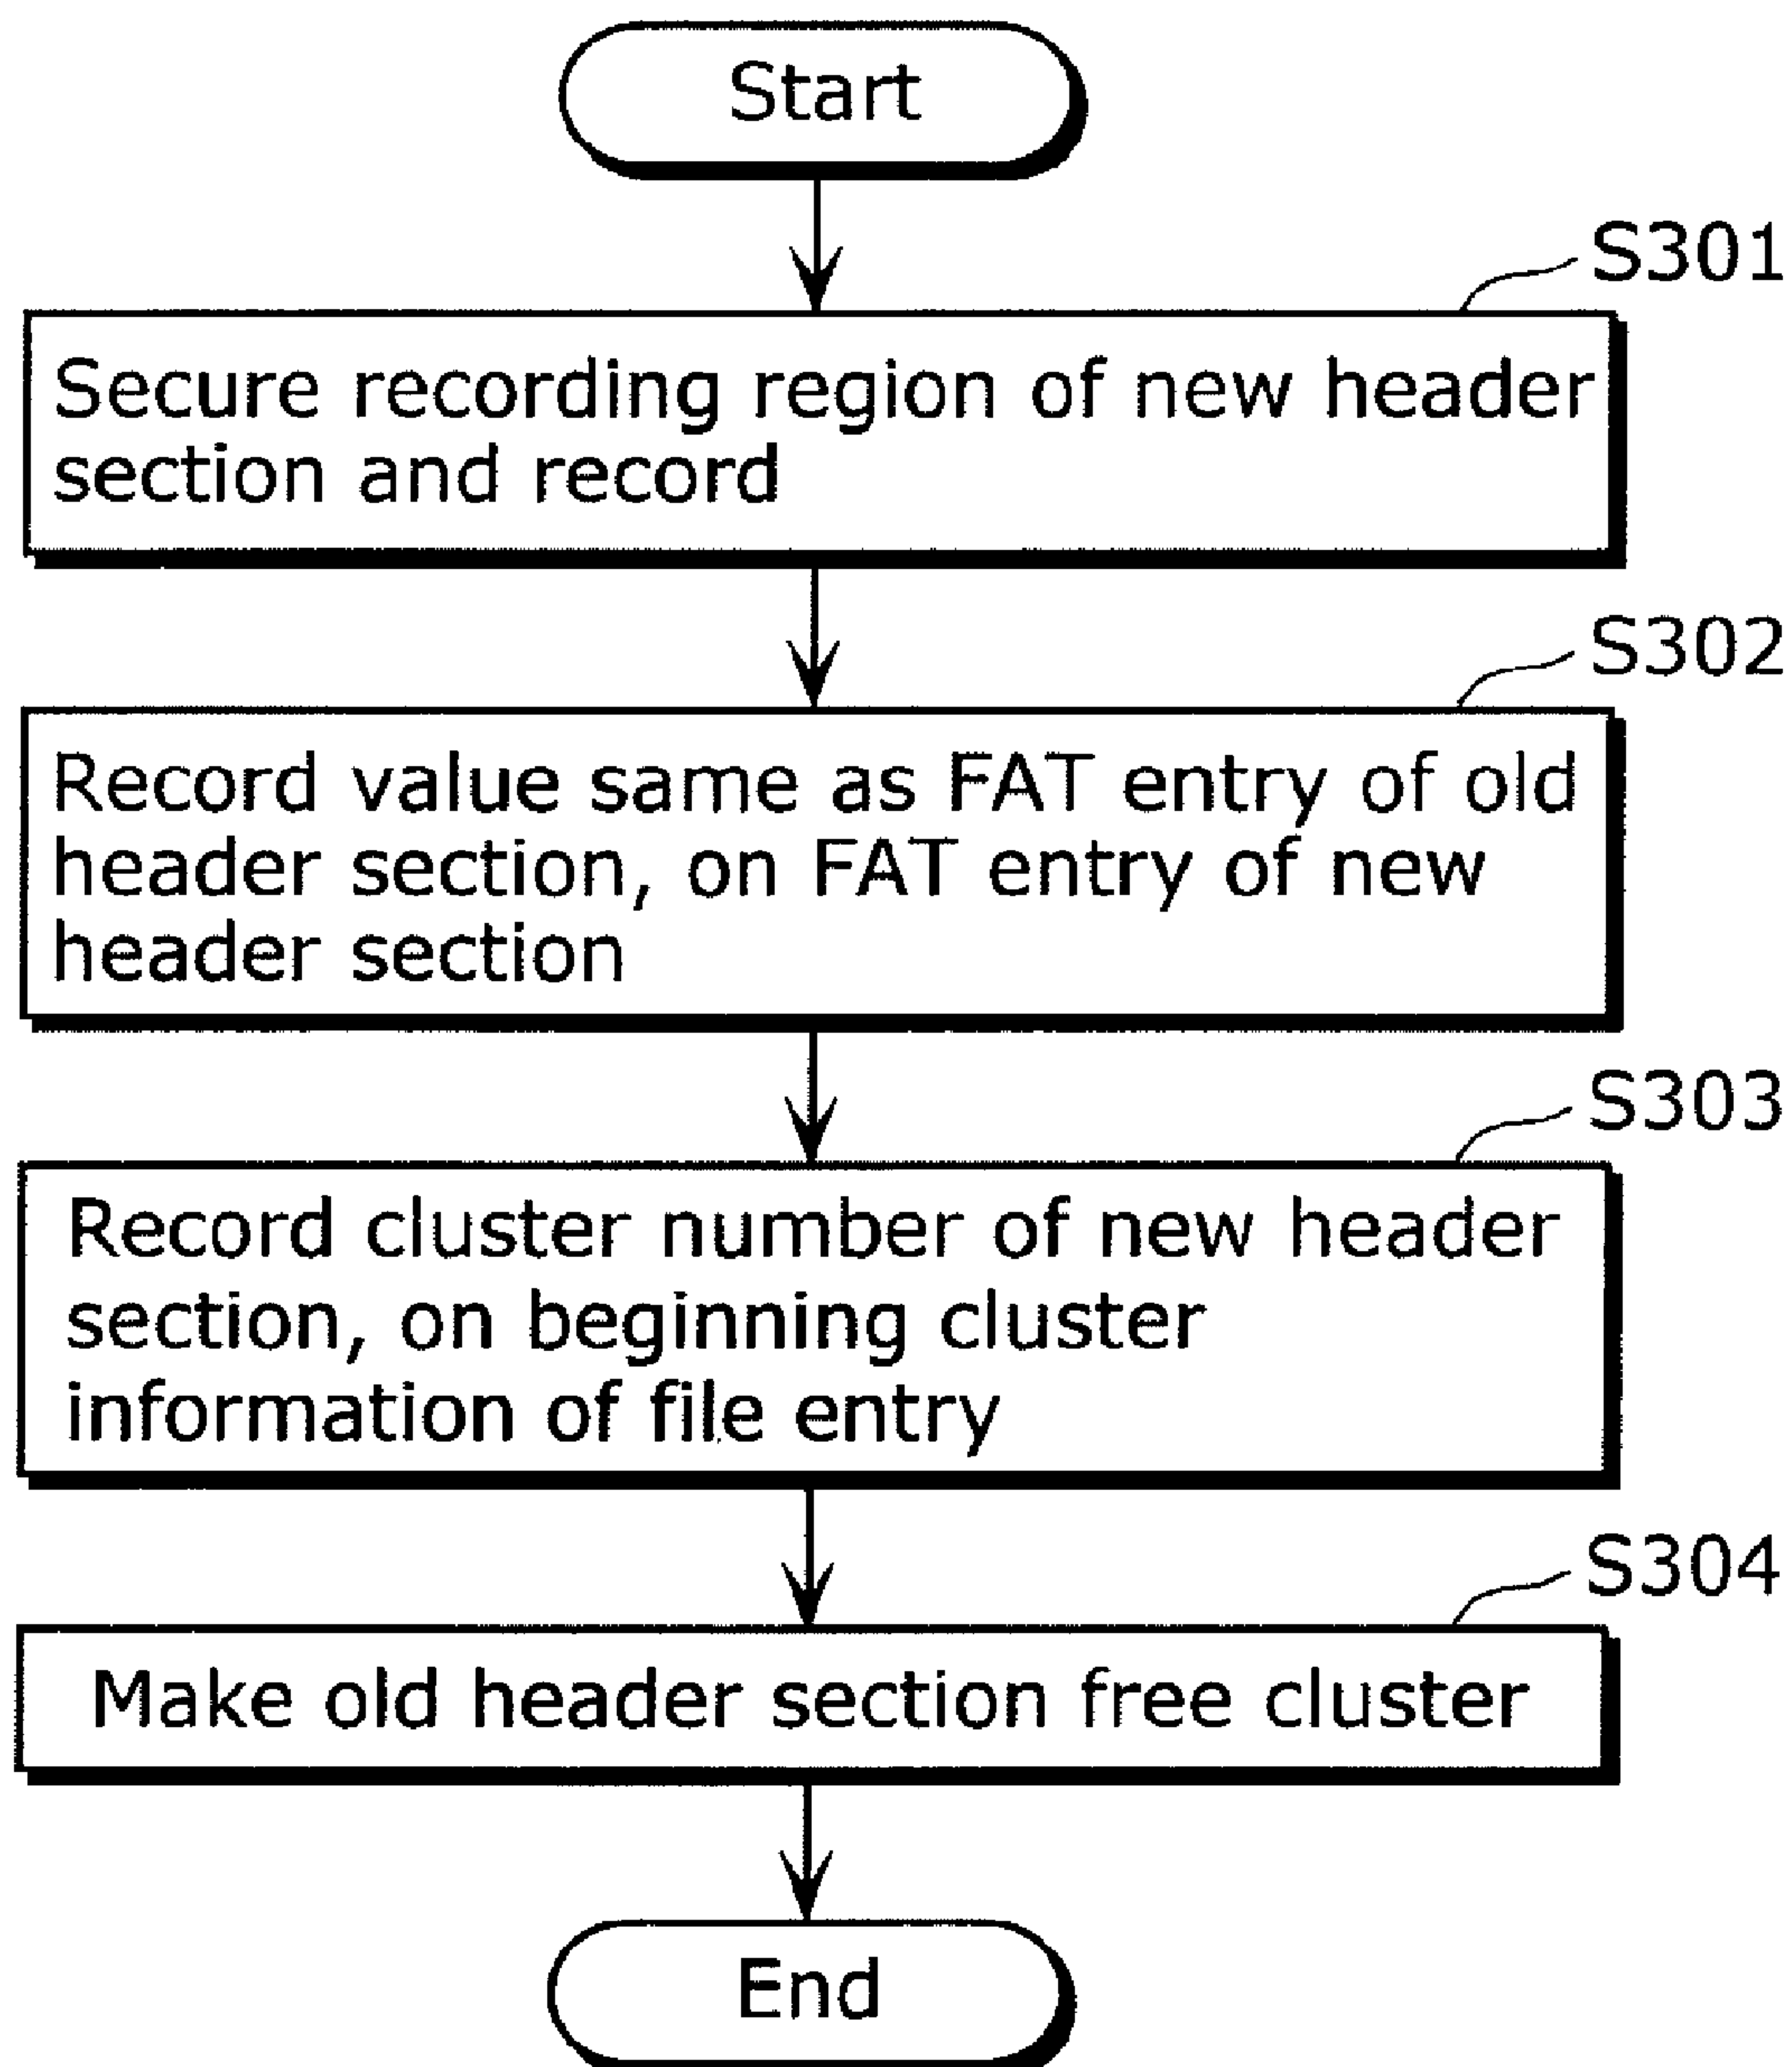 Start
S301
Secure recording region of new header
section and record
S302
Record value same as FAT entry of old
header section, on FAT entry of new
header section
S303
Record cluster number of new header
section, on beginning cluster
information of file entry
S304
Make old header section free cluster
End